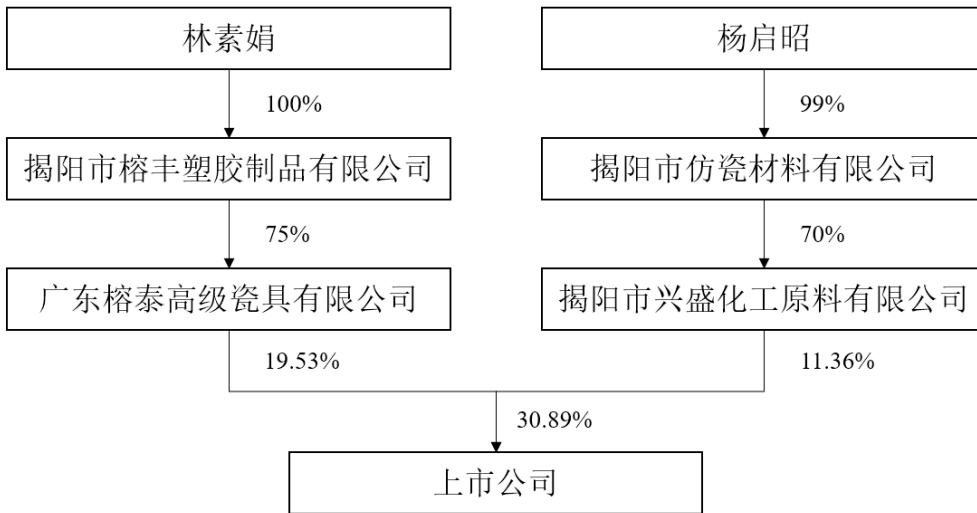 林素娟
杨启昭
100%
99%
揭阳市榕丰塑胶制品有限公司
揭阳市仿瓷材料有限公司
75%
70%
广东榕泰高级瓷具有限公司
揭阳市兴盛化工原料有限公司
19.53%
11.36%
30.89%
上市公司